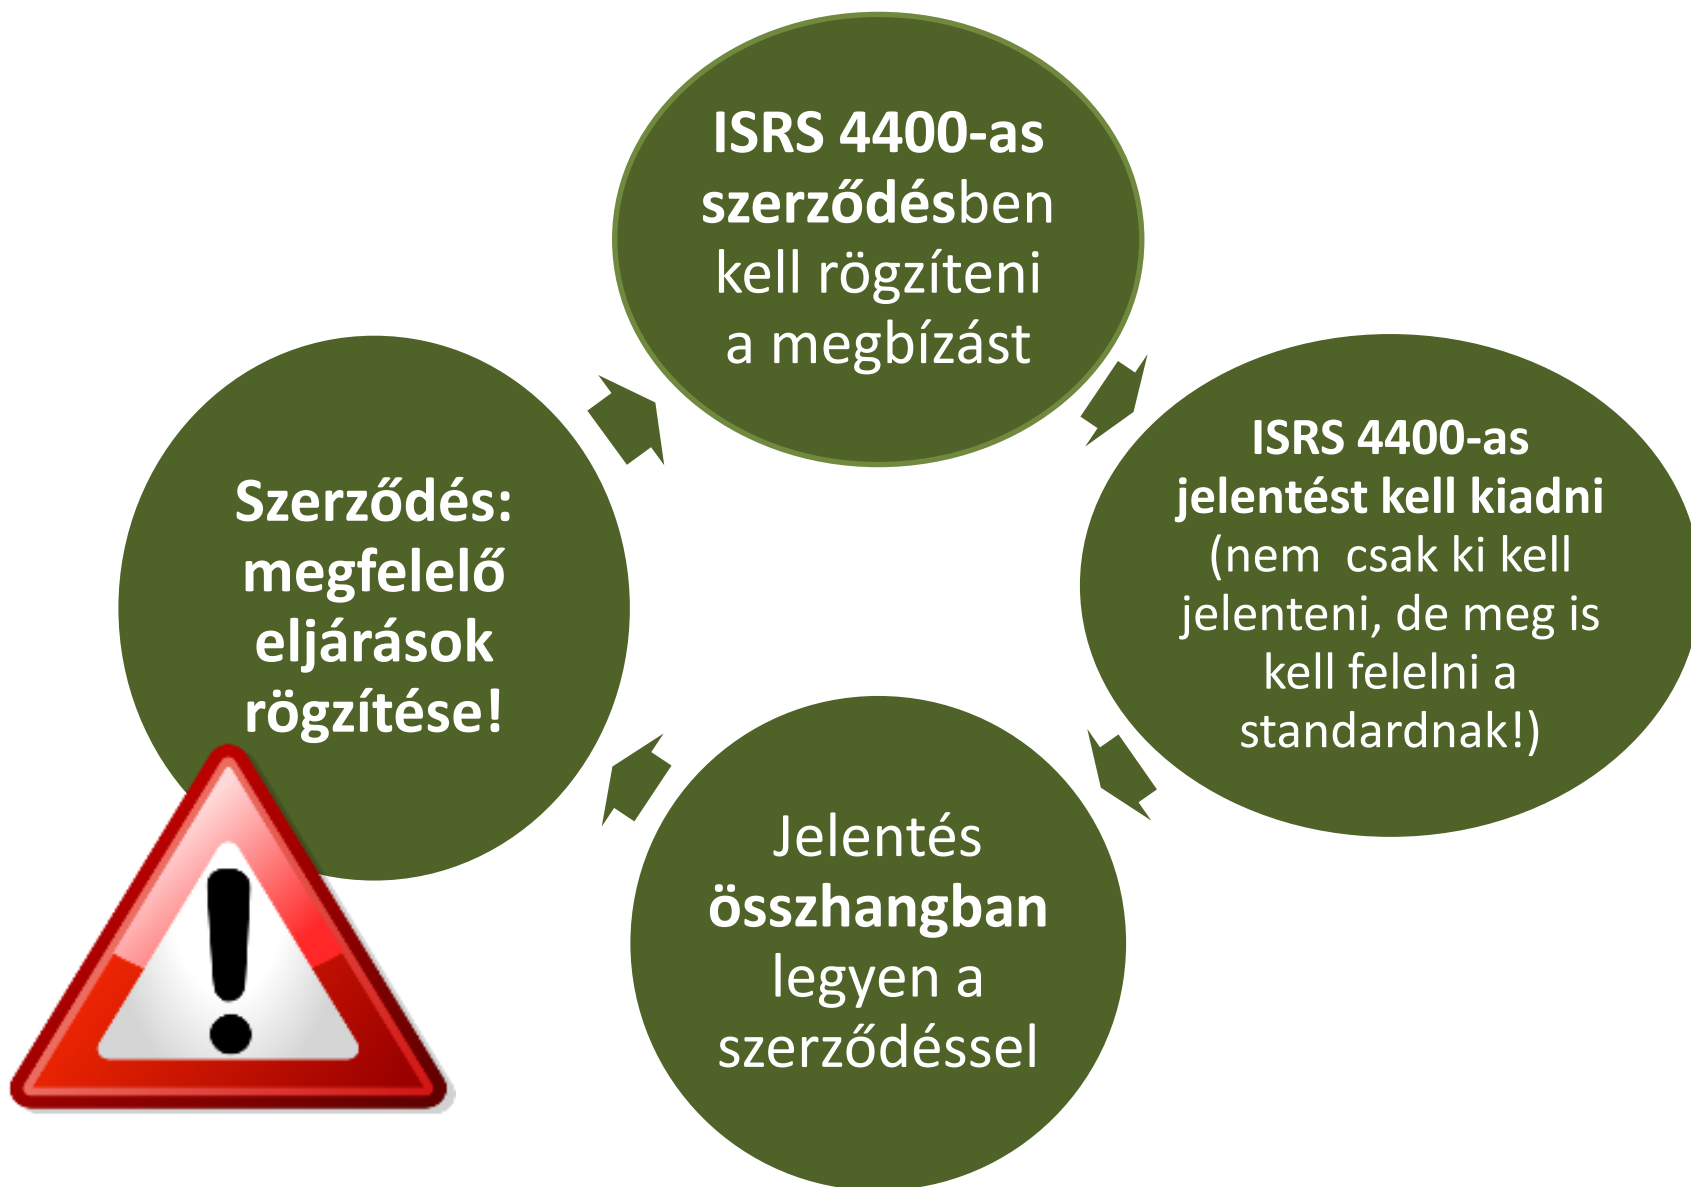 ISRS 4400-as
szerződésben
kell rögzíteni
a megbízást
ISRS 4400-as
jelentést kell kiadni
(nem csak ki kell
jelenteni, de meg is
kell felelni a
standardnak!)
Jelentés
összhangban
legyen a
szerződéssel
Szerződés:
megfelelő
eljárások
rögzítése!